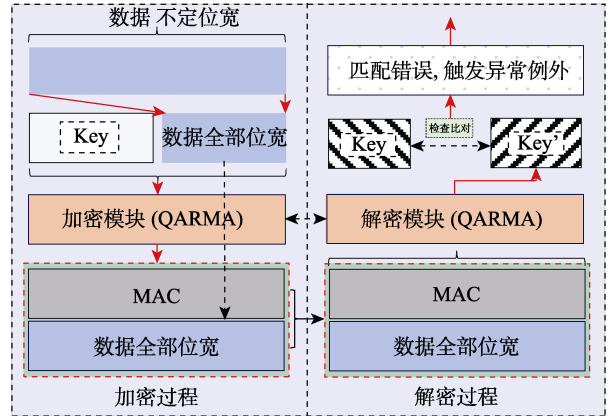 数据 不定位宽
Key
数据全部位宽
加密模块 (QARMA)
MAC
数据全部位宽
加密过程
匹配错误, 触发异常例外
Key
检查比对
Key'
解密模块 (QARMA)
MAC
数据全部位宽
解密过程